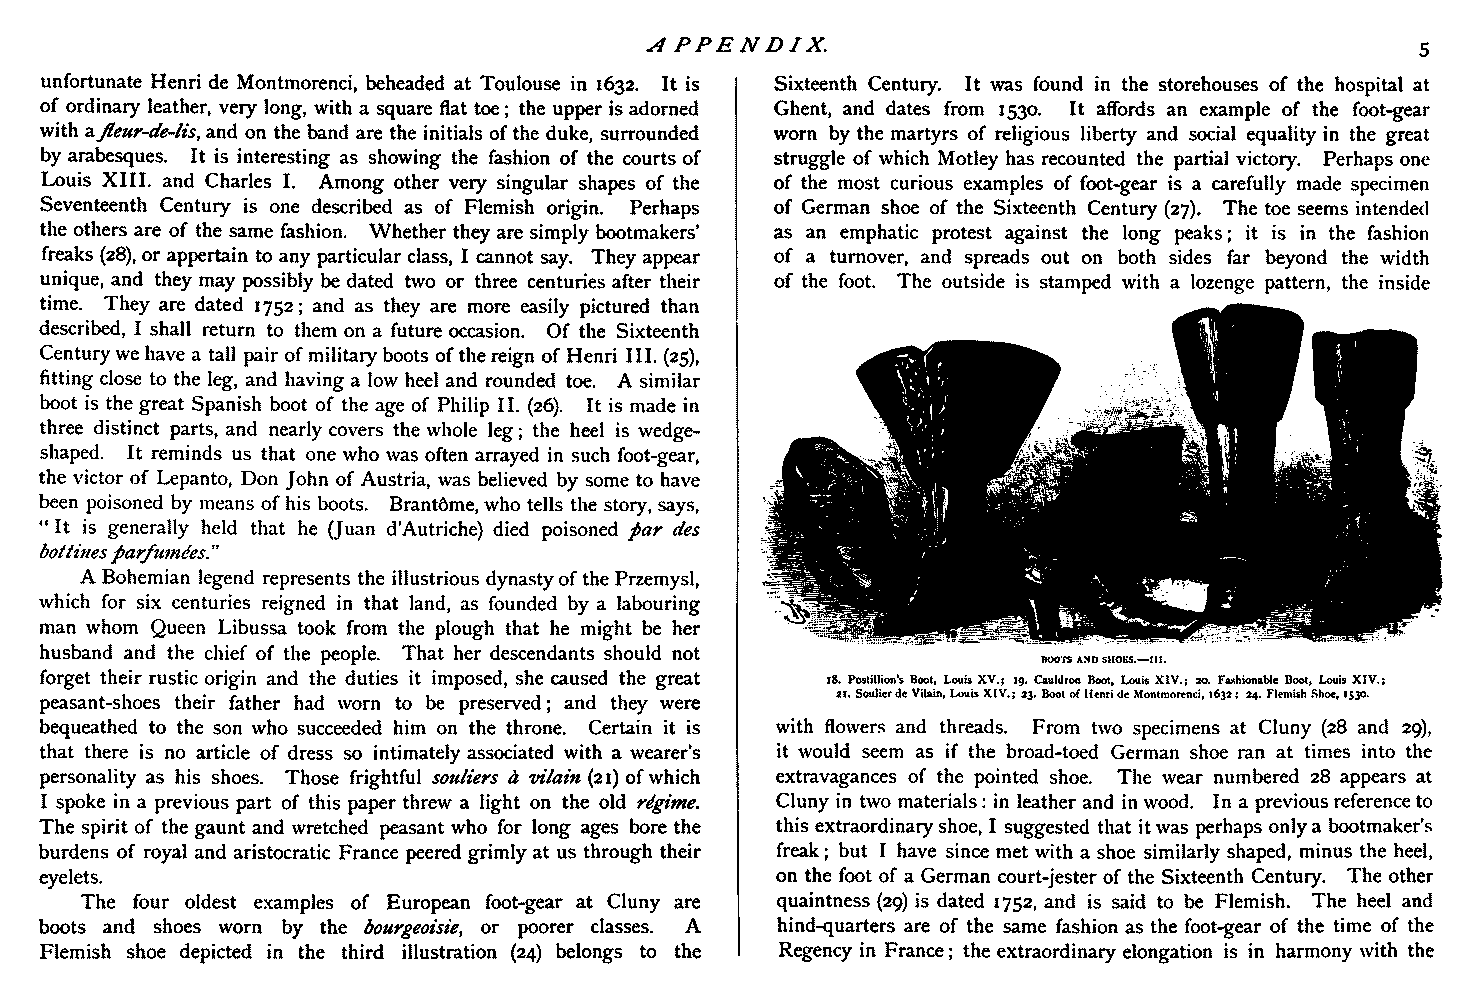 APPENDIX.
5
unfortunate Henri de Montmorenci, beheaded at Toulouse in 1632. It is
of ordinary leather, very long, with a square flat toe; the upper is adorned
with a fleur-de-lis, and on the band are the initials of the duke, surrounded
by arabesques. It is interesting as showing the fashion of the courts of
Louis XIII. and Charles I. Among other very singular shapes of the
Seventeenth Century is one described as of Flemish origin. Perhaps
the others are of the same fashion. Whether they are simply bootmakers'
freaks (28), or appertain to any particular class, I cannot say. They appear
unique, and they may possibly be dated two or three centuries after their
time. They are dated 1752; and as they are more easily pictured than
described, I shall return to them on a future occasion. Of the Sixteenth
Century we have a tall pair of military boots of the reign of Henri III. (25),
fitting close to the leg, and having a low heel and rounded toe. A similar
boot is the great Spanish boot of the age of Philip II. (26). It is made in
three distinct parts, and nearly covers the whole leg; the heel is wedge-
shaped. It reminds us that one who was often arrayed in such foot-gear,
the victor of Lepanto, Don John of Austria, was believed by some to have
been poisoned by means of his boots. Brantôme, who tells the story, says,
"It is generally held that he (Juan d'Autriche) died poisoned par des
bottines parfumées."
A Bohemian legend represents the illustrious dynasty of the Przemysl,
which for six centuries reigned in that land, as founded by a labouring
man whom Queen Libussa took from the plough that he might be her
husband and the chief of the people. That her descendants should not
forget their rustic origin and the duties it imposed, she caused the great
peasant-shoes their father had worn to be preserved; and they were
bequeathed to the son who succeeded him on the throne. Certain it is
that there is no article of dress so intimately associated with a wearer's
personality as his shoes. Those frightful souliers à vilain (21) of which
I spoke in a previous part of this paper threw a light on the old régime.
The spirit of the gaunt and wretched peasant who for long ages bore the
burdens of royal and aristocratic France peered grimly at us through their
eyelets.
The four oldest examples of European foot-gear at Cluny are
boots and shoes worn by the bourgeoisie, or poorer classes. A
Flemish shoe depicted in the third illustration (24) belongs to the
Sixteenth Century. It was found in the storehouses of the hospital at
Ghent, and dates from 1530. It affords an example of the foot-gear
worn by the martyrs of religious liberty and social equality in the great
struggle of which Motley has recounted the partial victory. Perhaps one
of the most curious examples of foot-gear is a carefully made specimen
of German shoe of the Sixteenth Century (27). The toe seems intended
as an emphatic protest against the long peaks; it is in the fashion
of a turnover, and spreads out on both sides far beyond the width
of the foot. The outside is stamped with a lozenge pattern, the inside
BOOTS AND SHOES.—III.
18. Postillion's Boot, Louis XV.; 19. Cauldron Boot, Louis XIV.; 20. Fashionable Boot, Louis XIV.;
21. Soulier de Vilain, Louis XIV.; 23. Boot of Henri de Montmorenci, 1632; 24. Flemish Shoe, 1530.
with flowers and threads. From two specimens at Cluny (28 and 29),
it would seem as if the broad-toed German shoe ran at times into the
extravagances of the pointed shoe. The wear numbered 28 appears at
Cluny in two materials: in leather and in wood. In a previous reference to
this extraordinary shoe, I suggested that it was perhaps only a bootmaker's
freak; but I have since met with a shoe similarly shaped, minus the heel,
on the foot of a German court-jester of the Sixteenth Century. The other
quaintness (29) is dated 1752, and is said to be Flemish. The heel and
hind-quarters are of the same fashion as the foot-gear of the time of the
Regency in France; the extraordinary elongation is in harmony with the